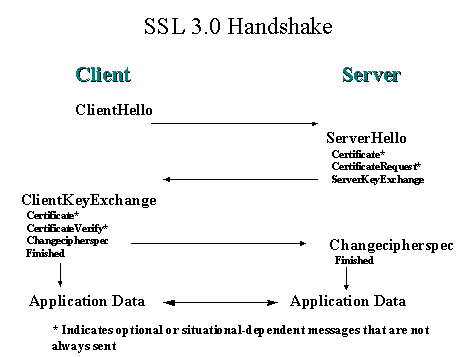 SSL 3.0 Handshake
Client
Server
ClientHello
ServerHello
Certificate*
CertificateRequest*
ServerKeyExchange
ClientKeyExchange
Certificate*
CertificateVerify*
Changecipherspec
Finished
Changecipherspec
Finished
Application Data
Application Data
* Indicates optional or situational-dependent messages that are not
always sent